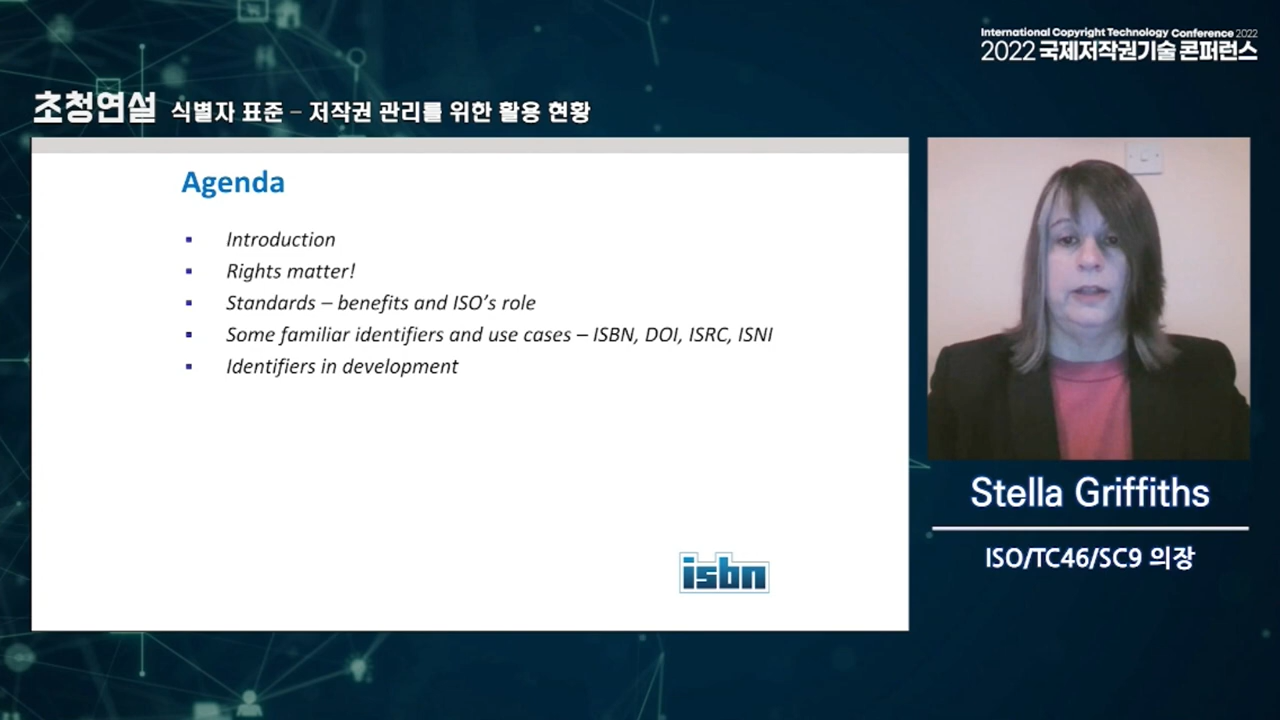 International Copyright Technology Conference 2022
2022 국제저작권기술 콘퍼런스
초청연설 식별자 표준 – 저작권 관리를 위한 활용 현황
Agenda
Introduction
Rights matter!
Standards – benefits and ISO's role
Some familiar identifiers and use cases – ISBN, DOI, ISRC, ISNI
Identifiers in development
isbn
Stella Griffiths
ISO/TC46/SC9 의장